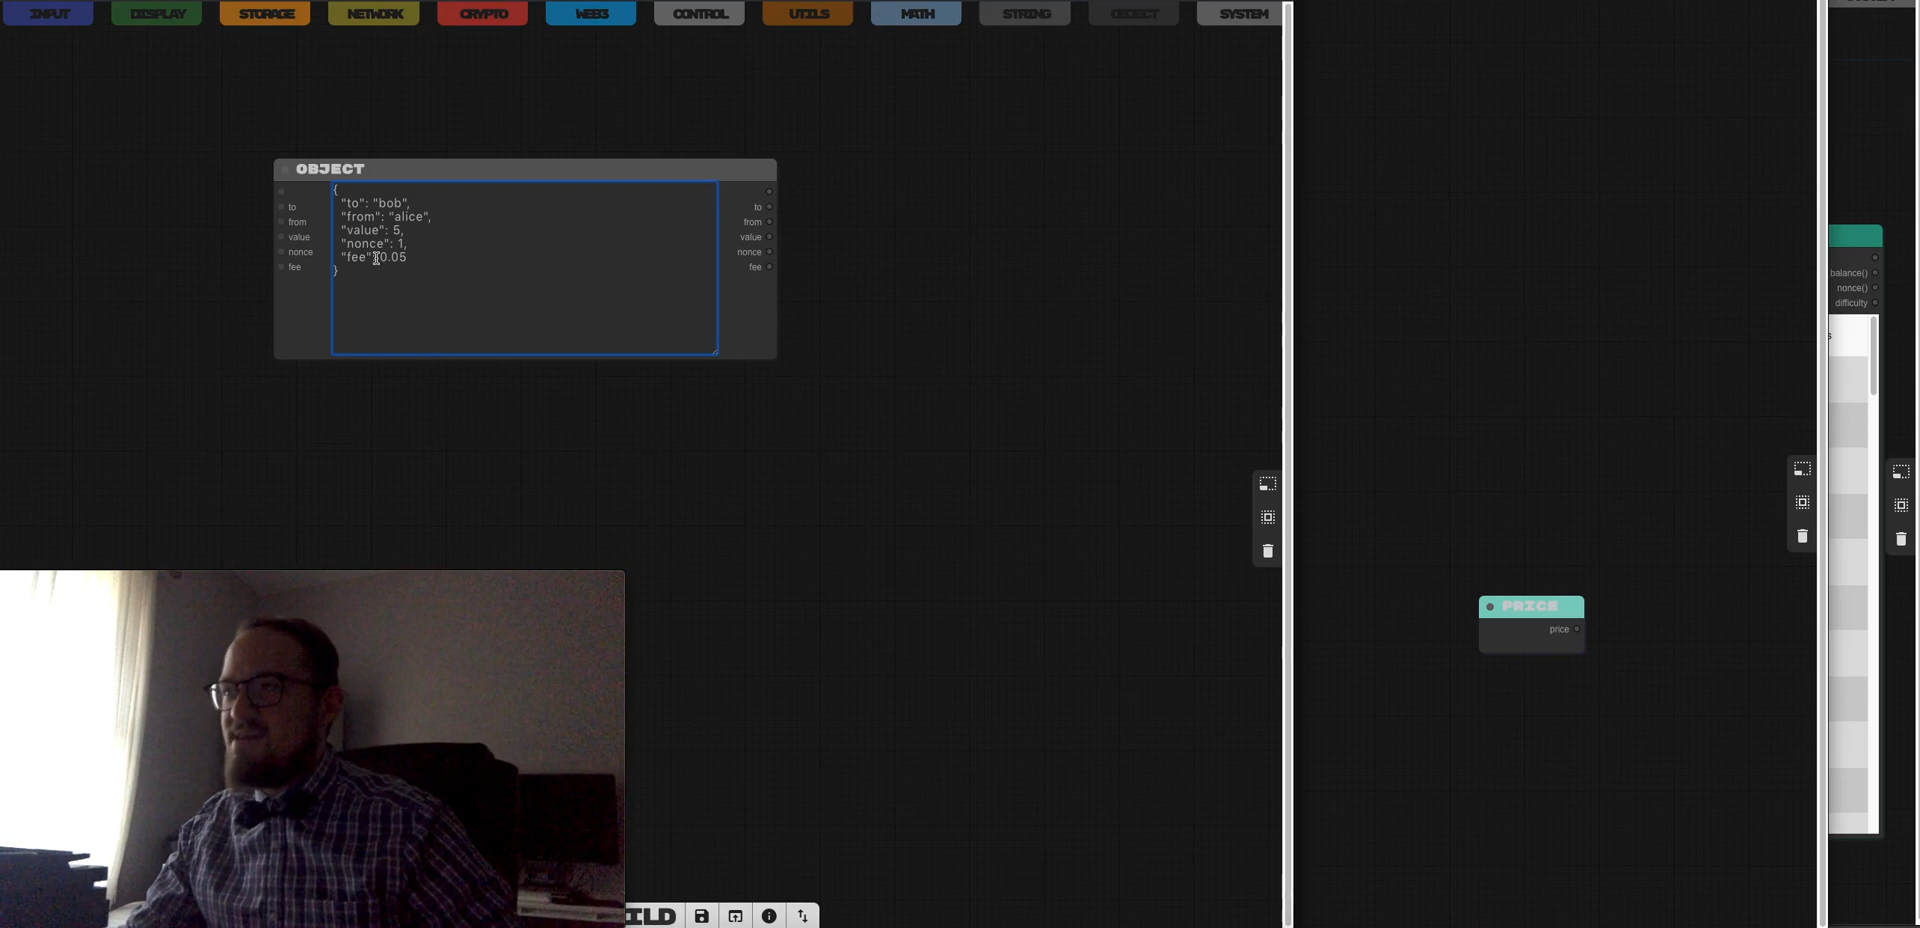 INPUT
DISPLAY
STORAGE
NETWORK
CRYPTO
WEB3
CONTROL
UTILS
MATH
STRING
OBJECT
SYSTEM
OBJECT
to
from
value
nonce
fee
{
"to": "bob",
"from": "alice",
"value": 5,
"nonce": 1,
"fee": 0.05
}
to
from
value
nonce
fee
PRICE
price
balance()
nonce()
difficulty
s
ILD